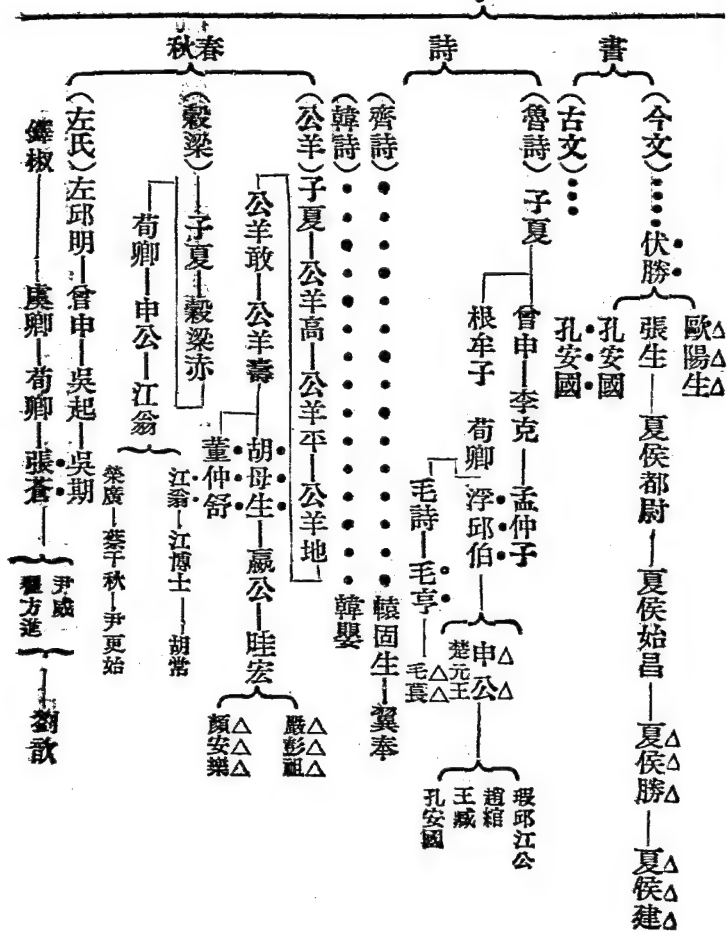 書
（今文）
伏勝
歐陽生
張生
夏侯都尉
夏侯始昌
夏侯勝
夏侯建
孔安國
（古文）
孔安國
詩
（魯詩）
子夏
曾申
李克
孟仲子
根牟子
荀卿
浮邱伯
申公
楚元王
瑕邱江公
趙綰
王臧
孔安國
毛詩
毛亨
毛萇
（齊詩）
轅固生
翼奉
（韓詩）
韓嬰
春秋
（公羊）
子夏
公羊高
公羊平
公羊地
公羊敢
公羊壽
胡母生
嬴公
眭宏
嚴彭祖
顏安樂
董仲舒
（穀梁）
子夏
穀梁赤
荀卿
申公
江翁
江翁
江博士
胡常
榮廣
蔡千秋
尹更始
（左氏）
左邱明
曾申
吳起
吳期
鐸椒
虞卿
荀卿
張蒼
尹咸
翟方進
劉歆